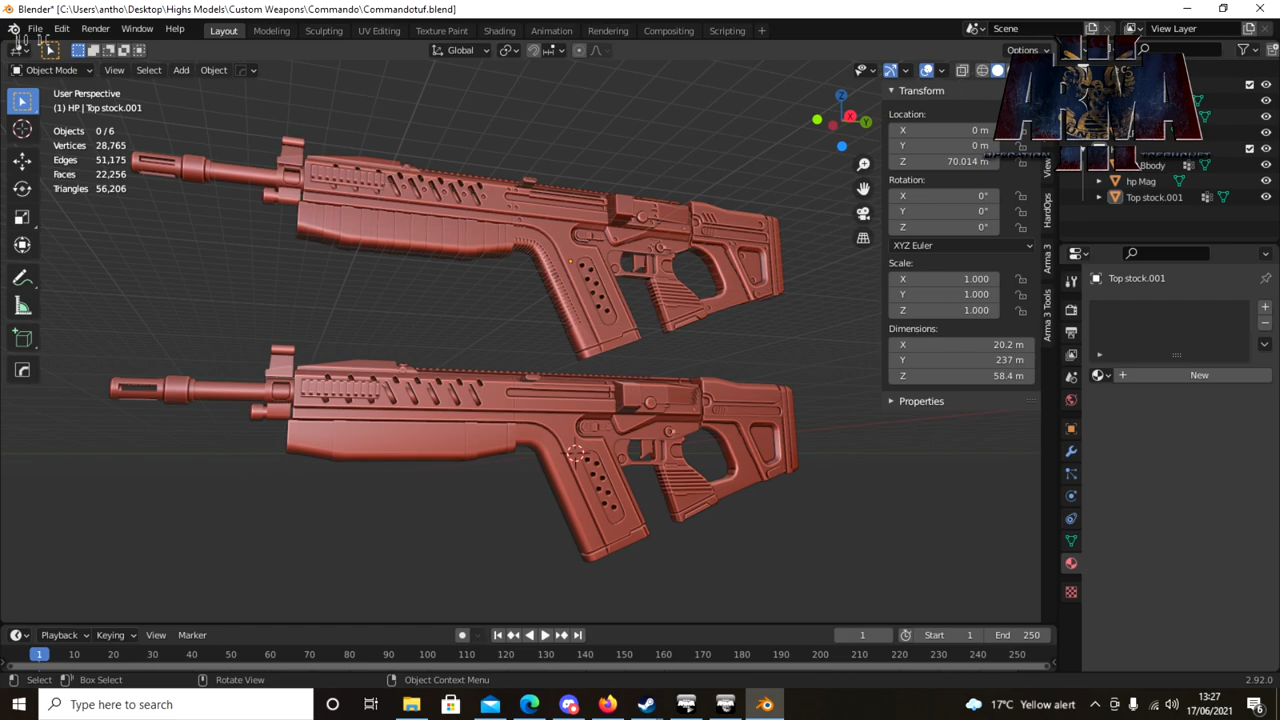 Blender* [C:\Users\antho\Desktop\Highs Models\Custom Weapons\Commando\Commandotuf.blend]
File Edit Render Window Help Layout Modeling Sculpting UV Editing Texture Paint Shading Animation Rendering Compositing Scripting + Scene View Layer
Global Options
Object Mode View Select Add Object
User Perspective
(1) HP | Top stock.001
Objects 0 / 6
Vertices 28,765
Edges 51,175
Faces 22,256
Triangles 56,206
Z
X
Y
Transform
Location:
X 0 m
Y 0 m
Z 70.014 m
Rotation:
X 0°
Y 0°
Z 0°
XYZ Euler
Scale:
X 1.000
Y 1.000
Z 1.000
Dimensions:
X 20.2 m
Y 237 m
Z 58.4 m
Properties
View
HardOps
Arma 3
Arma 3 Tools
ARMA
Bbody
hp Mag
Top stock.001
Top stock.001
+ New
Playback Keying View Marker 1 Start 1 End 250
1 10 20 30 40 50 60 70 80 90 100 110 120 130 140 150 160 170 180 190 200 210 220 230 240 250
Select Box Select Rotate View Object Context Menu 2.92.0
Type here to search 17°C Yellow alert 13:27
17/06/2021 6